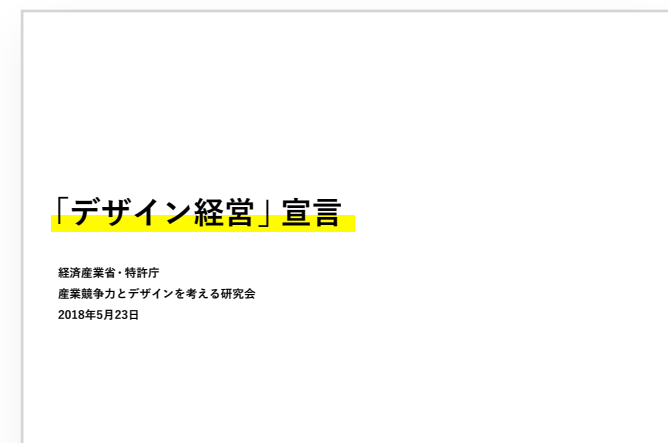 「デザイン経営」宣言
経済産業省・特許庁
産業競争力とデザインを考える研究会
2018年5月23日